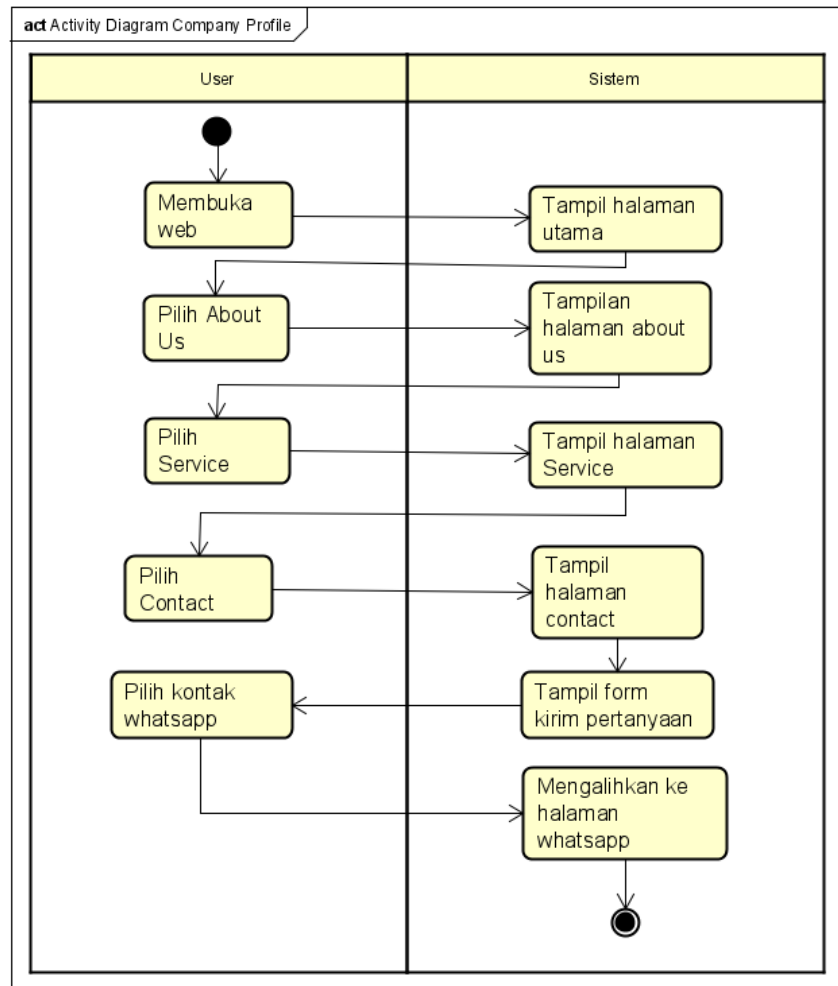 act Activity Diagram Company Profile
User
Sistem
Membuka
web
Tampil halaman
utama
Pilih About
Us
Tampilan
halaman about
us
Pilih
Service
Tampil halaman
Service
Pilih
Contact
Tampil
halaman
contact
Tampil form
kirim pertanyaan
Pilih kontak
whatsapp
Mengalihkan ke
halaman
whatsapp